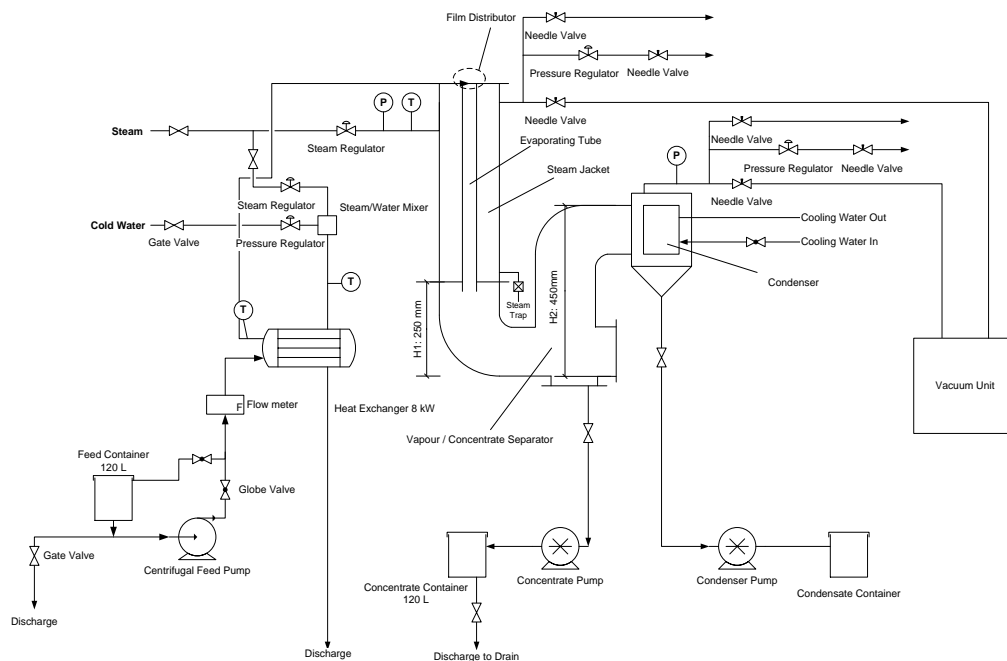 Film Distributor
Needle Valve
Pressure Regulator
Needle Valve
Needle Valve
P
T
Steam
Steam Regulator
Evaporating Tube
Steam Jacket
Needle Valve
P
Pressure Regulator
Needle Valve
Needle Valve
Steam Regulator
Steam/Water Mixer
Cold Water
Gate Valve
Pressure Regulator
Cooling Water Out
Cooling Water In
Condenser
T
T
Steam
Trap
H1: 250 mm
H2: 450mm
Vacuum Unit
F
Flow meter
Heat Exchanger 8 kW
Vapour / Concentrate Separator
Feed Container
120 L
Globe Valve
Gate Valve
Centrifugal Feed Pump
Concentrate Container
120 L
Concentrate Pump
Condenser Pump
Condensate Container
Discharge
Discharge
Discharge to Drain